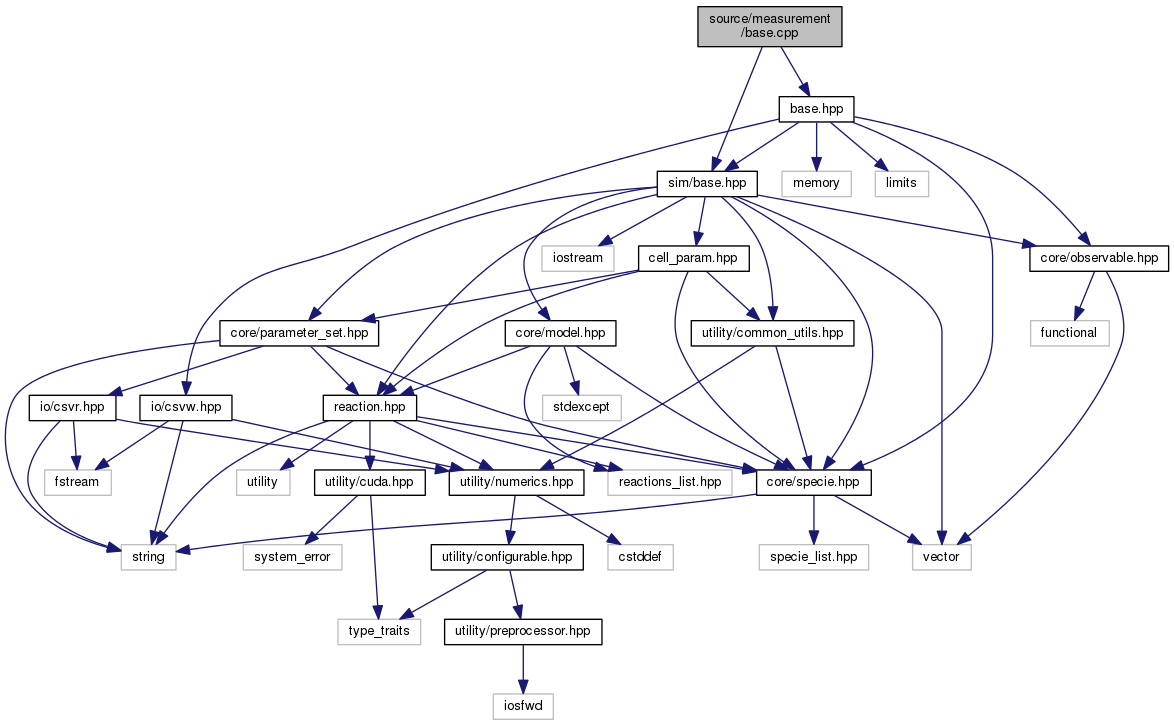 source/measurement
/base.cpp
base.hpp
sim/base.hpp
memory
limits
iostream
cell_param.hpp
core/observable.hpp
core/parameter_set.hpp
core/model.hpp
utility/common_utils.hpp
functional
io/csvr.hpp
io/csvw.hpp
reaction.hpp
stdexcept
fstream
utility
utility/cuda.hpp
utility/numerics.hpp
reactions_list.hpp
core/specie.hpp
string
system_error
utility/configurable.hpp
cstddef
specie_list.hpp
vector
type_traits
utility/preprocessor.hpp
iosfwd